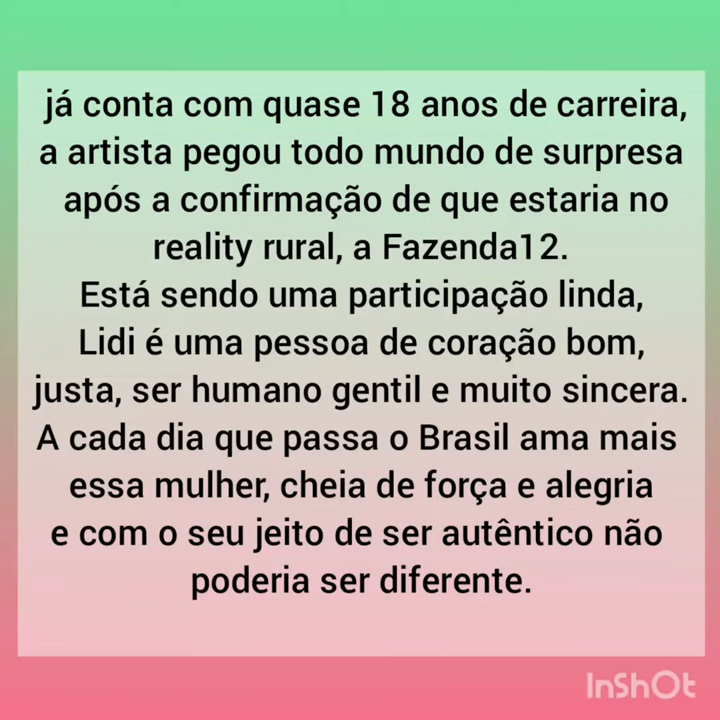 já conta com quase 18 anos de carreira,
a artista pegou todo mundo de surpresa
após a confirmação de que estaria no
reality rural, a Fazenda12.
Está sendo uma participação linda,
Lidi é uma pessoa de coração bom,
justa, ser humano gentil e muito sincera.
A cada dia que passa o Brasil ama mais
essa mulher, cheia de força e alegria
e com o seu jeito de ser autêntico não
poderia ser diferente.
InShOt